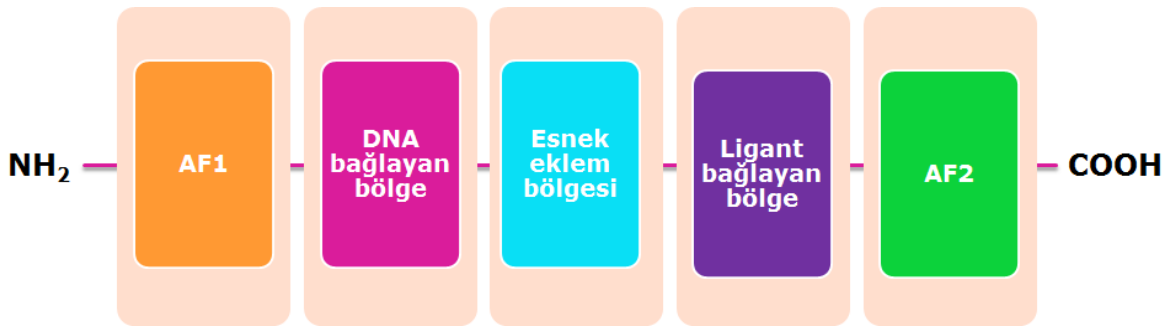 NH₂
AF1
DNA
bağlayan
bölge
Esnek
eklem
bölgesi
Ligant
bağlayan
bölge
AF2
COOH